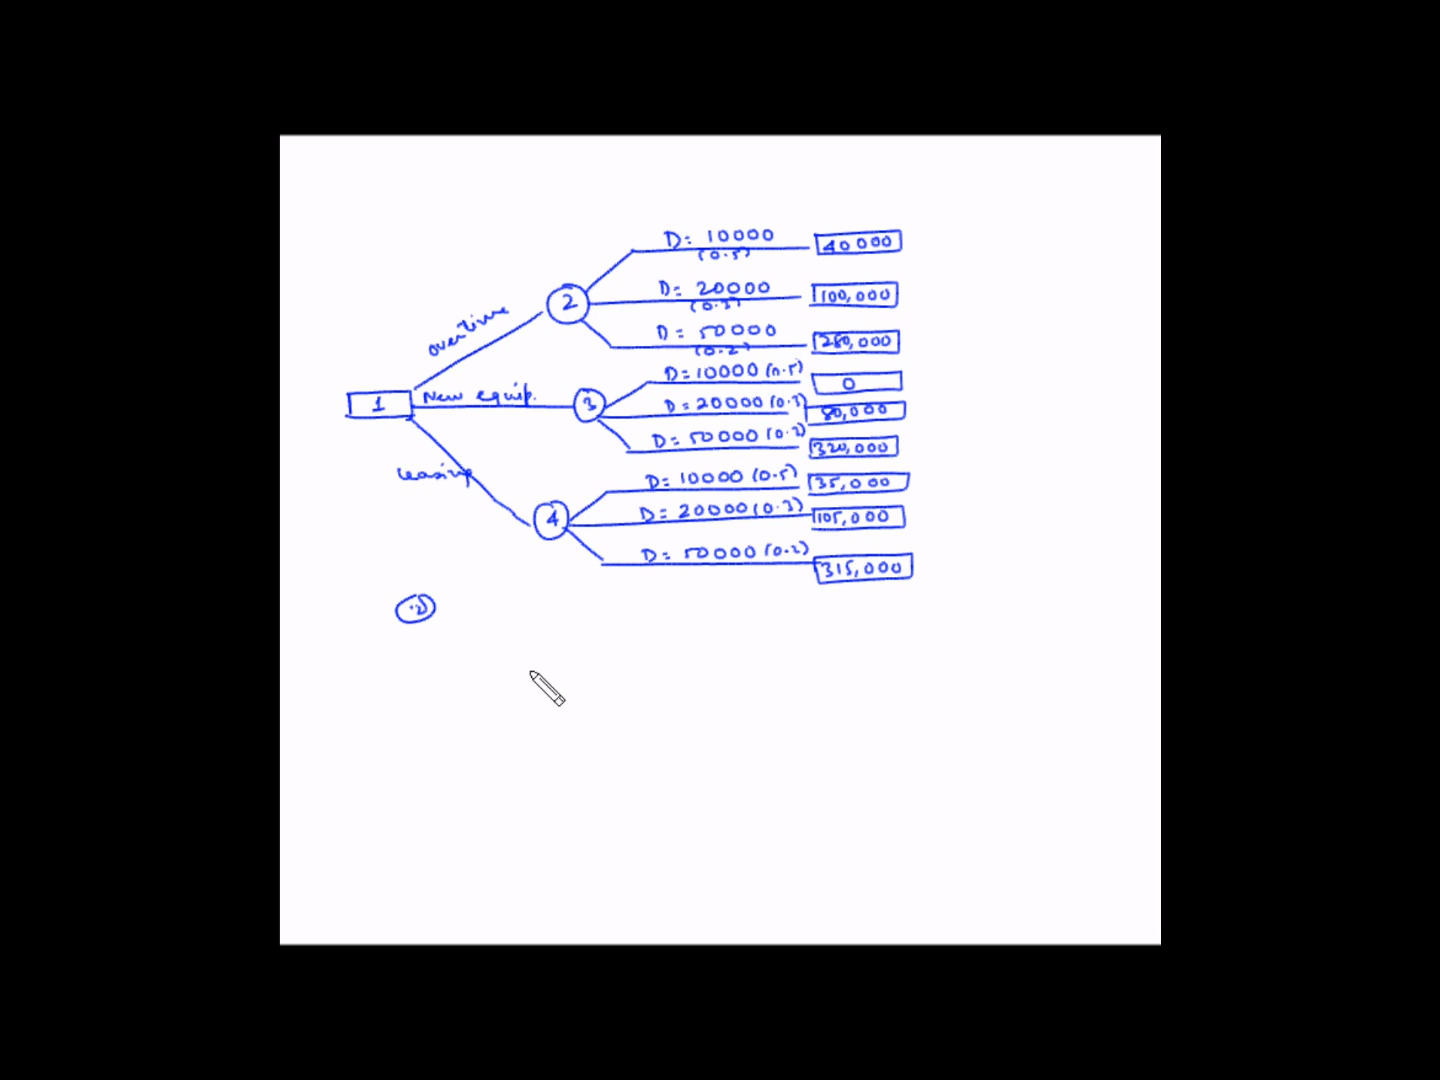 D= 10000
(0.5)
40000
D= 20000
(0.3)
100,000
D= 50000
(0.2)
280,000
overtime
2
D=10000 (0.5)
0
D=20000 (0.3)
80,000
D= 50000 (0.2)
320,000
1
New equip.
3
leasing
D= 10000 (0.5)
35,000
D= 20000 (0.3)
105,000
D= 50000 (0.2)
315,000
4